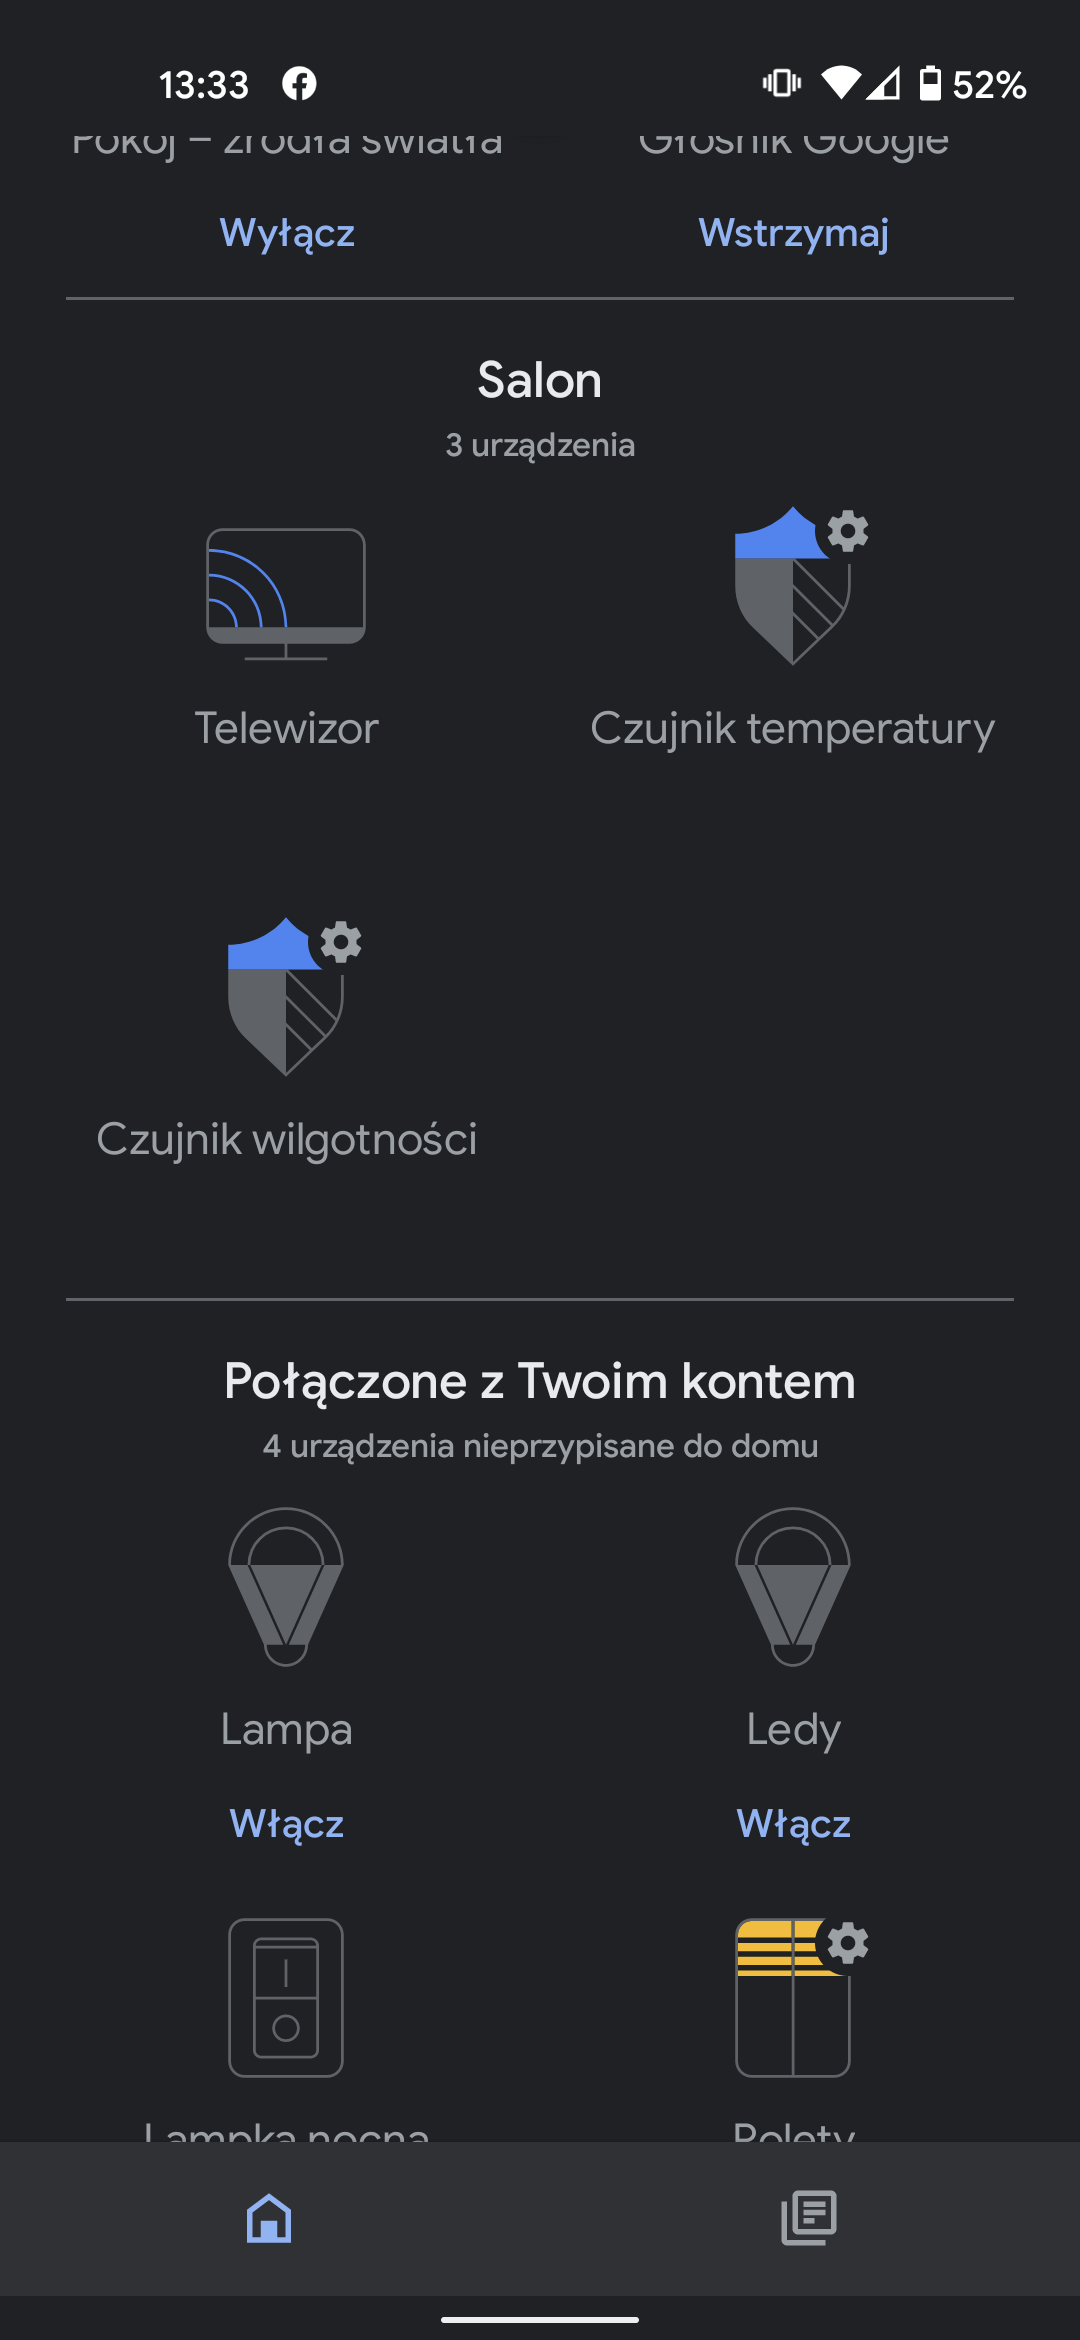 13:33 52%
Pokój – źródła światła Głośnik Google
Wyłącz Wstrzymaj
Salon
3 urządzenia
Telewizor Czujnik temperatury
Czujnik wilgotności
Połączone z Twoim kontem
4 urządzenia nieprzypisane do domu
Lampa Ledy
Włącz Włącz
Lampka nocna Rolety